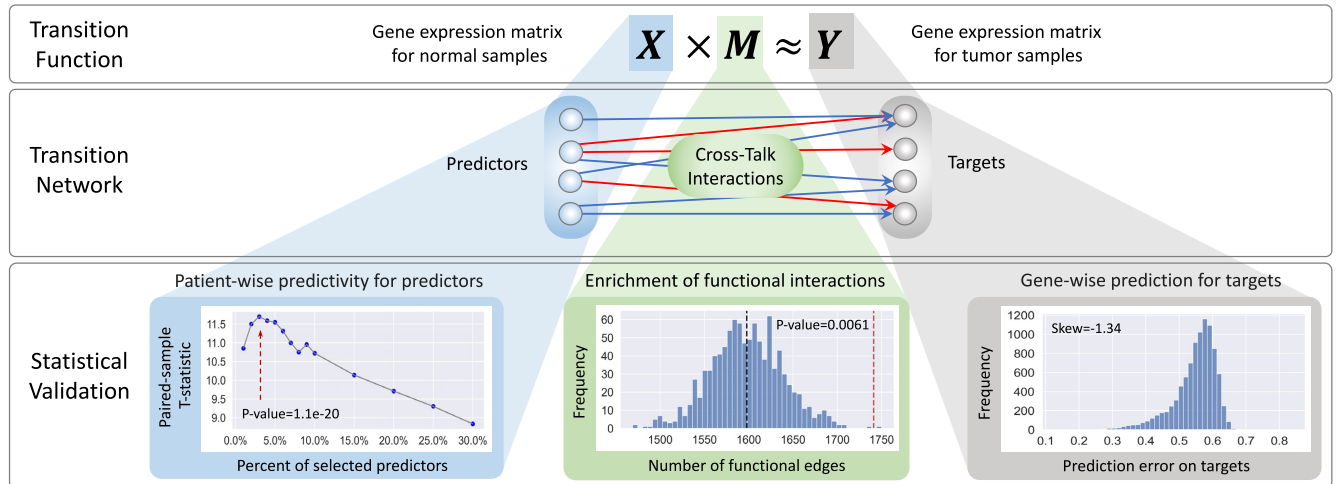 Transition
Function
Gene expression matrix
for normal samples
X × M ≈ Y
Gene expression matrix
for tumor samples
Transition
Network
Predictors
Cross-Talk
Interactions
Targets
Statistical
Validation
Patient-wise predictivity for predictors
Paired-sample
T-statistic
11.5
11.0
10.5
10.0
9.5
9.0
P-value=1.1e-20
0.0% 5.0% 10.0% 15.0% 20.0% 25.0% 30.0%
Percent of selected predictors
Enrichment of functional interactions
Frequency
60
50
40
30
20
10
0
P-value=0.0061
1500 1550 1600 1650 1700 1750
Number of functional edges
Gene-wise prediction for targets
Frequency
1200
1000
800
600
400
200
0
Skew=-1.34
0.1 0.2 0.3 0.4 0.5 0.6 0.7 0.8
Prediction error on targets